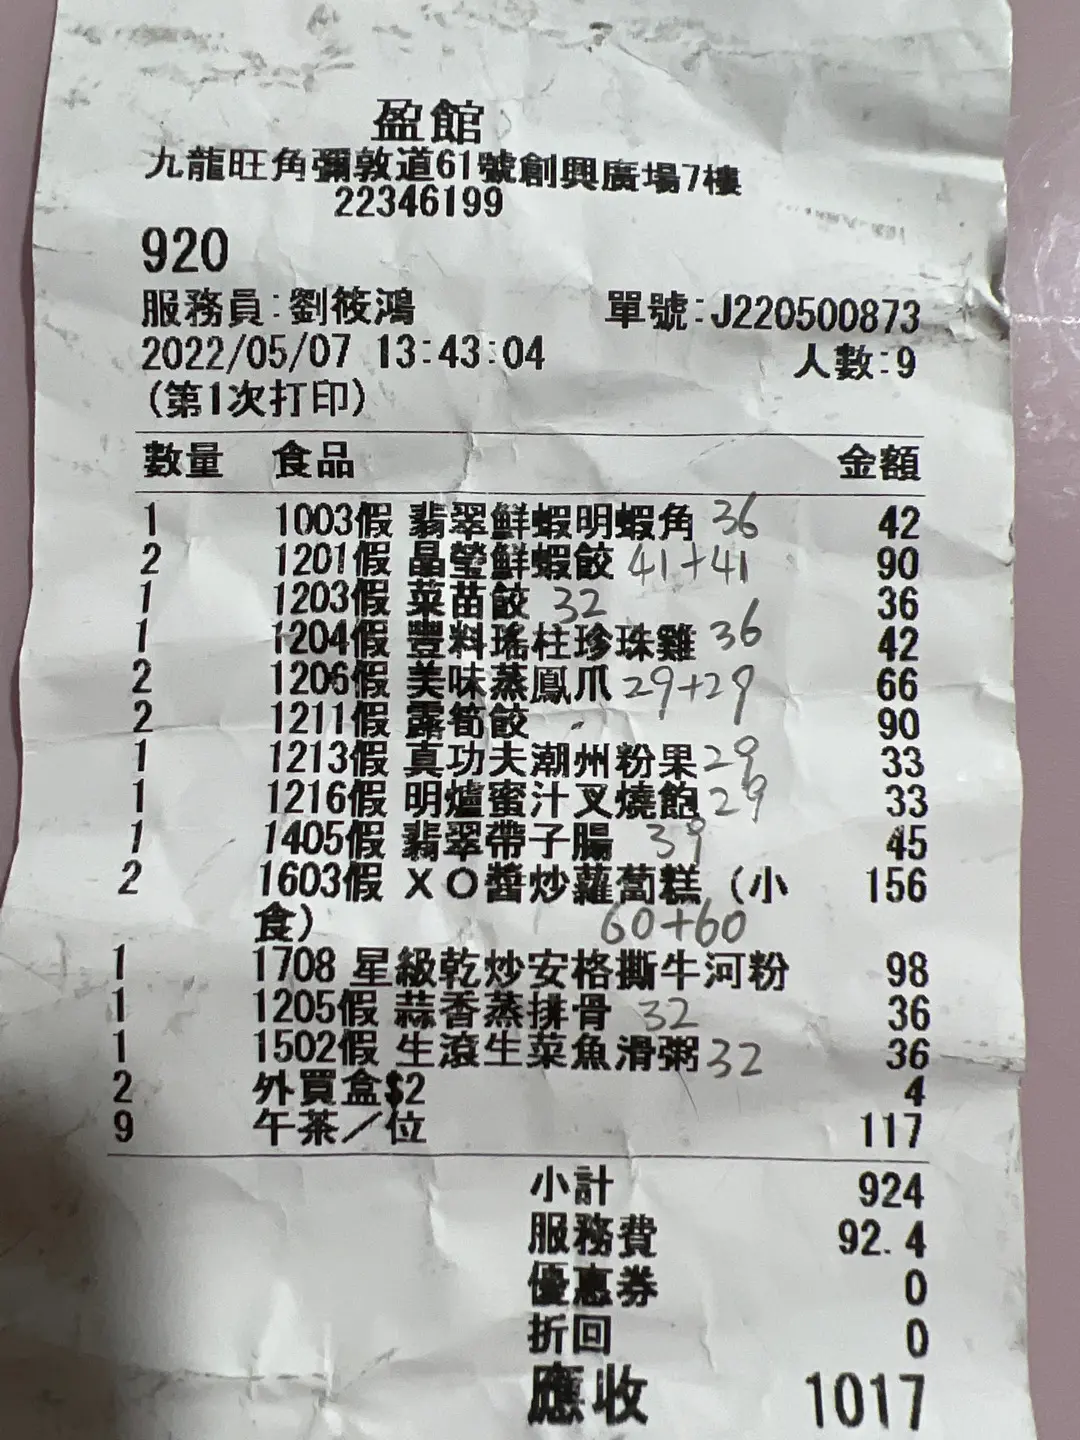 盈館
九龍旺角彌敦道61號創興廣場7樓
22346199
920
服務員:劉筱鴻 單號:J220500873
2022/05/07 13:43:04 人數:9
(第1次打印)
數量 食品 金額
1 1003假 翡翠鮮蝦明蝦角 36 42
2 1201假 晶瑩鮮蝦餃 41+41 90
1 1203假 菜苗餃 32 36
1 1204假 豐料瑤柱珍珠雞 36 42
2 1206假 美味蒸鳳爪 29+29 66
2 1211假 露筍餃 90
1 1213假 真功夫潮州粉果 29 33
1 1216假 明爐蜜汁叉燒飽 29 33
1 1405假 翡翠帶子腸 39 45
2 1603假 XO醬炒蘿蔔糕(小 156
食) 60+60
1 1708 星級乾炒安格撕牛河粉 98
1 1205假 蒜香蒸排骨 32 36
1 1502假 生滾生菜魚滑粥 32 36
2 外買盒$2 4
9 午茶/位 117
小計 924
服務費 92.4
優惠券 0
折回 0
應收 1017